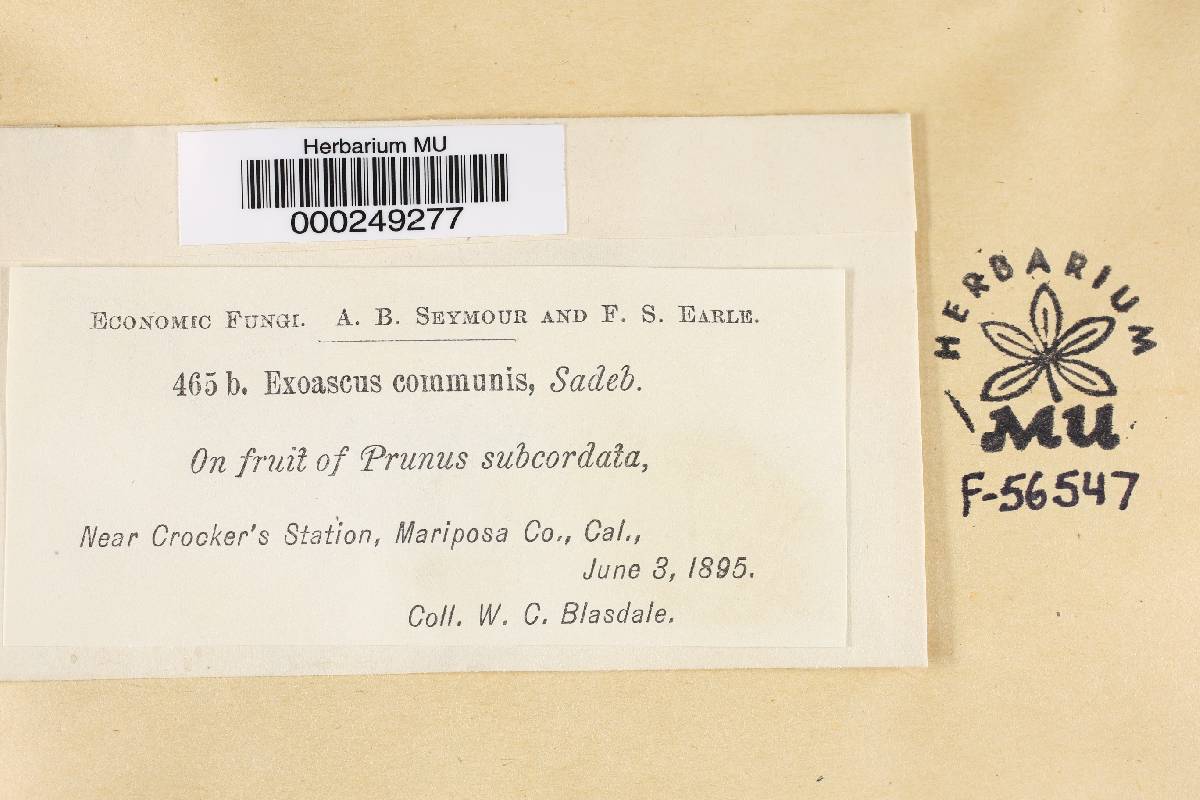 Herbarium MU
000249277
ECONOMIC FUNGI. A. B. SEYMOUR AND F. S. EARLE.
465 b. Exoascus communis, Sadeb.
On fruit of Prunus subcordata,
Near Crocker's Station, Mariposa Co., Cal.,
June 3, 1895.
Coll. W. C. Blasdale.
HERBARIUM
MU
F-56547